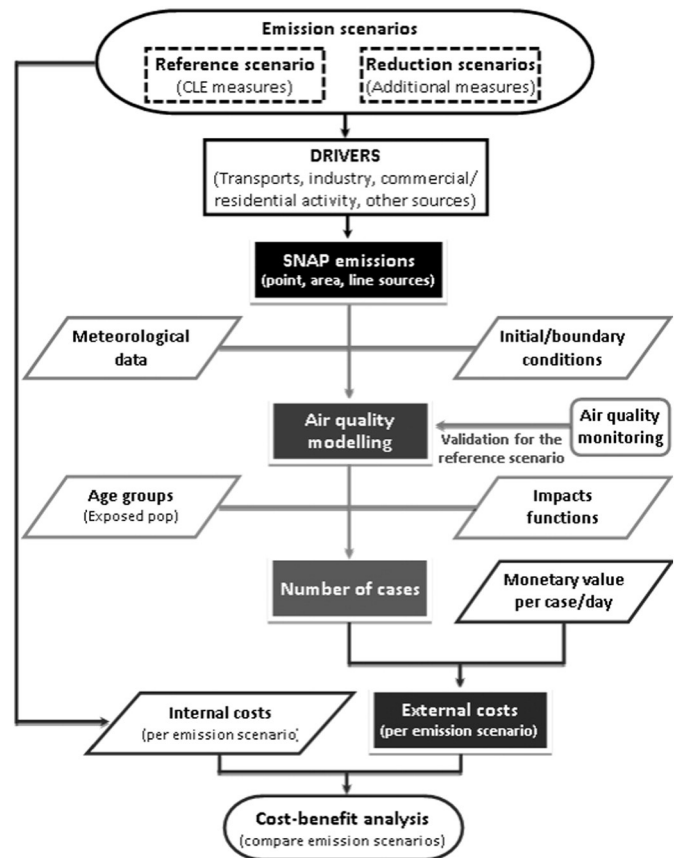 Emission scenarios
Reference scenario
(CLE measures)
Reduction scenarios
(Additional measures)
DRIVERS
(Transports, industry, commercial/
residential activity, other sources)
SNAP emissions
(point, area, line sources)
Meteorological
data
Initial/boundary
conditions
Air quality
modelling
Validation for the
reference scenario
Air quality
monitoring
Age groups
(Exposed pop)
Impacts
functions
Number of cases
Monetary value
per case/day
Internal costs
(per emission scenario)
External costs
(per emission scenario)
Cost-benefit analysis
(compare emission scenarios)